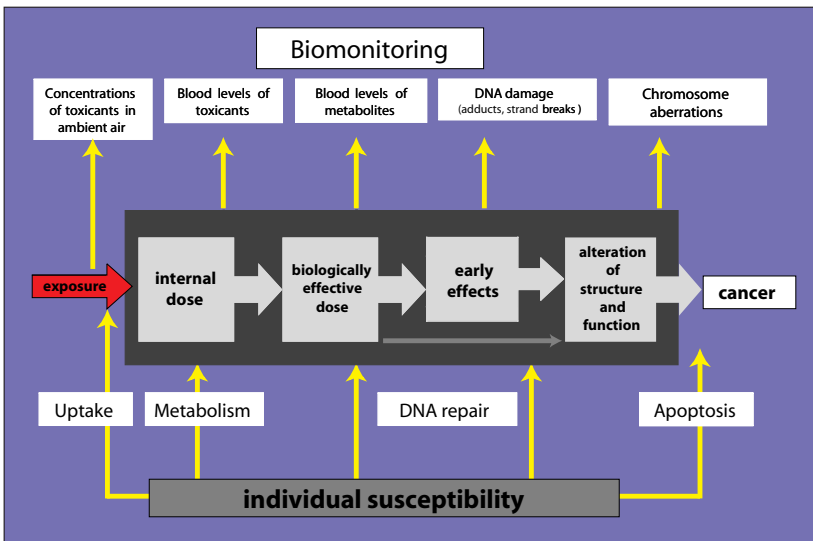 Biomonitoring
Concentrations
of toxicants in
ambient air
Blood levels of
toxicants
Blood levels of
metabolites
DNA damage
(adducts, strand breaks )
Chromosome
aberrations
exposure
internal
dose
biologically
effective
dose
early
effects
alteration
of
structure
and
function
cancer
Uptake
Metabolism
DNA repair
Apoptosis
individual susceptibility